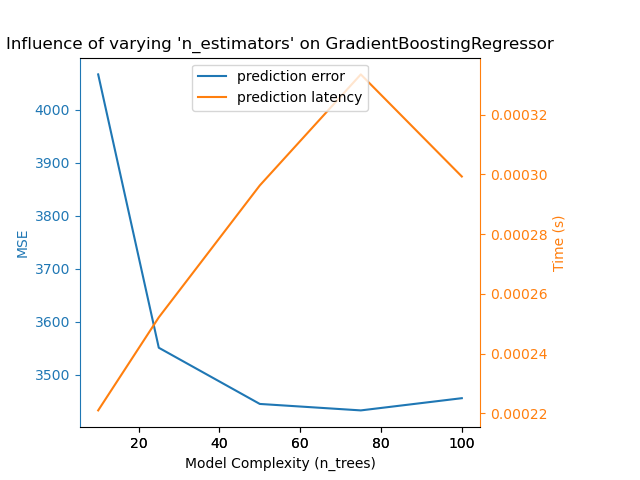 Influence of varying 'n_estimators' on GradientBoostingRegressor
prediction error
prediction latency
4000
3900
3800
3700
3600
3500
MSE
0.00032
0.00030
0.00028
0.00026
0.00024
0.00022
Time (s)
20 40 60 80 100
Model Complexity (n_trees)